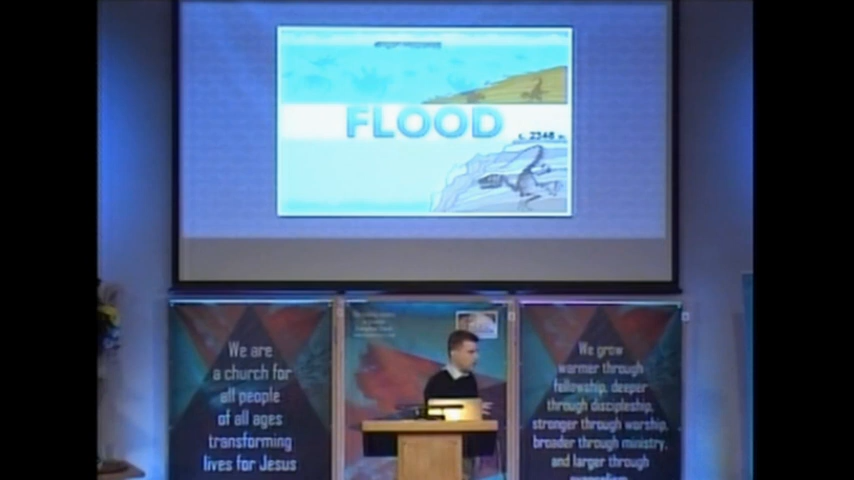 FLOOD
c. 2348
We are
a church for
all people
of all ages
transforming
lives for Jesus
We grow
warmer through
fellowship, deeper
through discipleship,
stronger through worship,
broader through ministry,
and larger through
evangelism